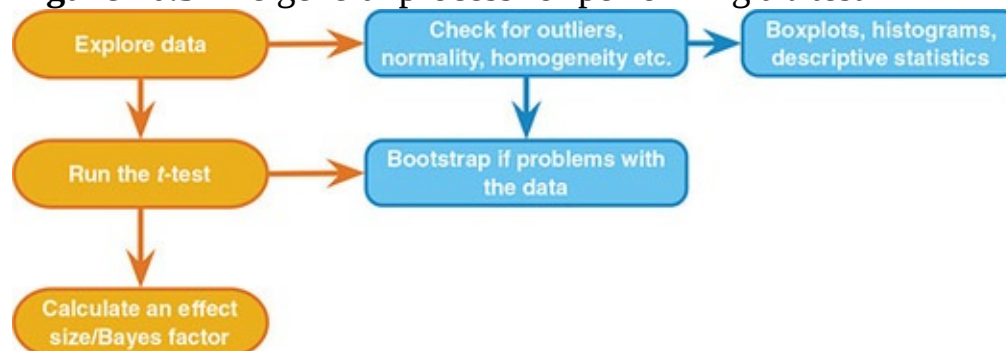 Explore data
Check for outliers,
normality, homogeneity etc.
Boxplots, histograms,
descriptive statistics
Run the t-test
Bootstrap if problems with
the data
Calculate an effect
size/Bayes factor